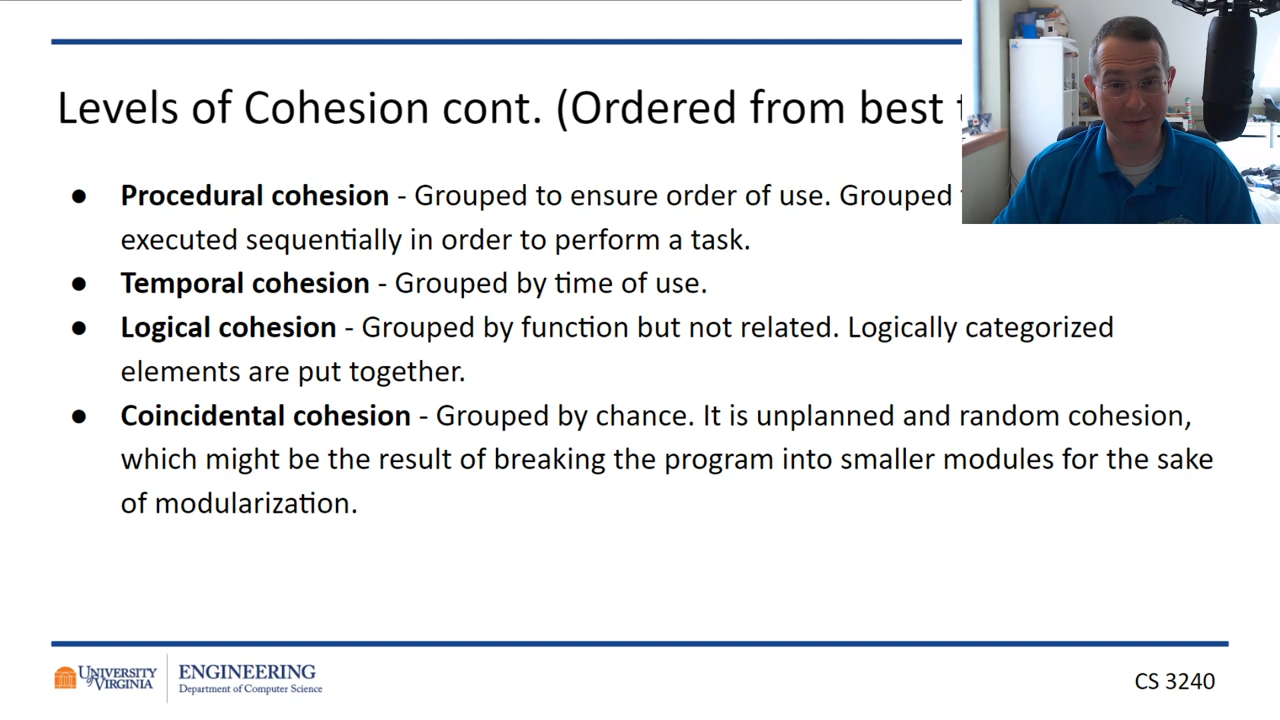 Levels of Cohesion cont. (Ordered from best
● Procedural cohesion - Grouped to ensure order of use. Grouped
executed sequentially in order to perform a task.
● Temporal cohesion - Grouped by time of use.
● Logical cohesion - Grouped by function but not related. Logically categorized
elements are put together.
● Coincidental cohesion - Grouped by chance. It is unplanned and random cohesion,
which might be the result of breaking the program into smaller modules for the sake
of modularization.
UNIVERSITY
of VIRGINIA
ENGINEERING
Department of Computer Science
CS 3240